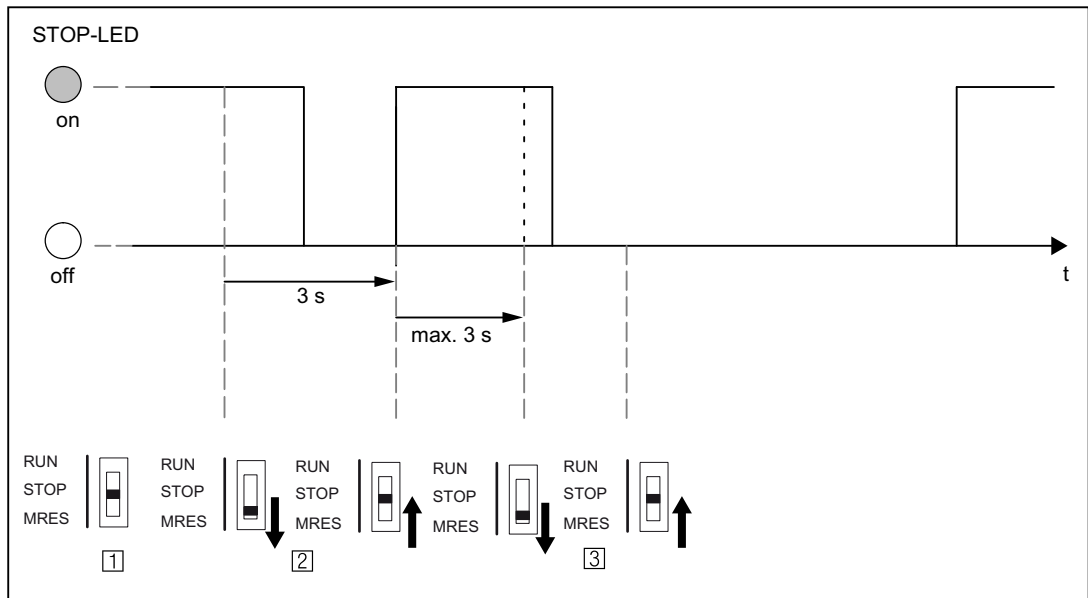 STOP-LED
on
off
t
3 s
max. 3 s
RUN
STOP
MRES
RUN
STOP
MRES
RUN
STOP
MRES
RUN
STOP
MRES
RUN
STOP
MRES
1
2
3